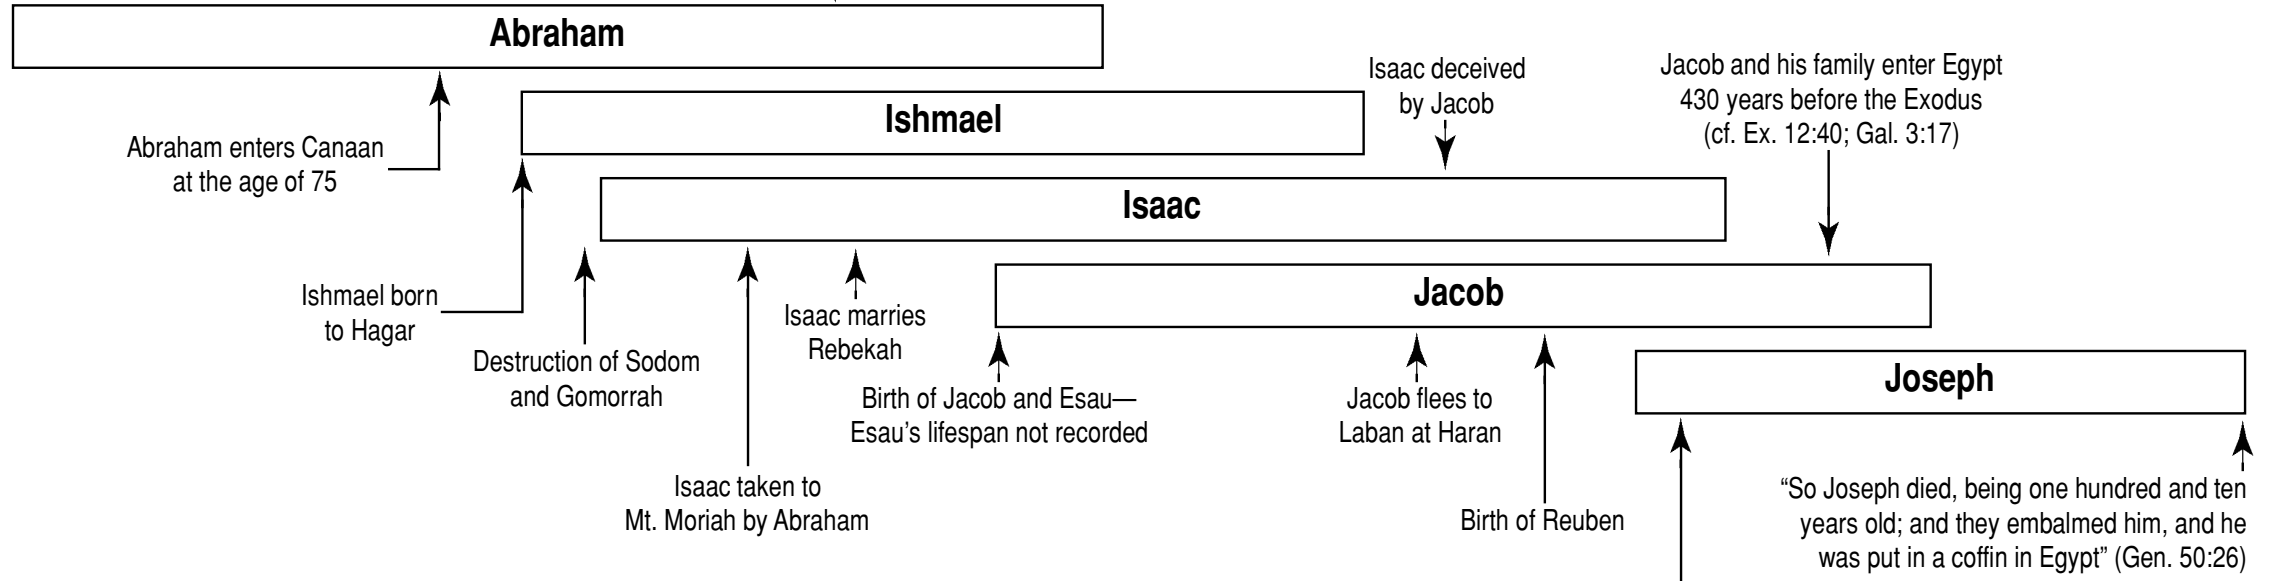 Abraham
Isaac deceived
by Jacob
Jacob and his family enter Egypt
430 years before the Exodus
(cf. Ex. 12:40; Gal. 3:17)
Ishmael
Abraham enters Canaan
at the age of 75
Isaac
Ishmael born
to Hagar
Jacob
Isaac marries
Rebekah
Destruction of Sodom
and Gomorrah
Joseph
Birth of Jacob and Esau—
Esau’s lifespan not recorded
Jacob flees to
Laban at Haran
Isaac taken to
Mt. Moriah by Abraham
Birth of Reuben
“So Joseph died, being one hundred and ten
years old; and they embalmed him, and he
was put in a coffin in Egypt” (Gen. 50:26)